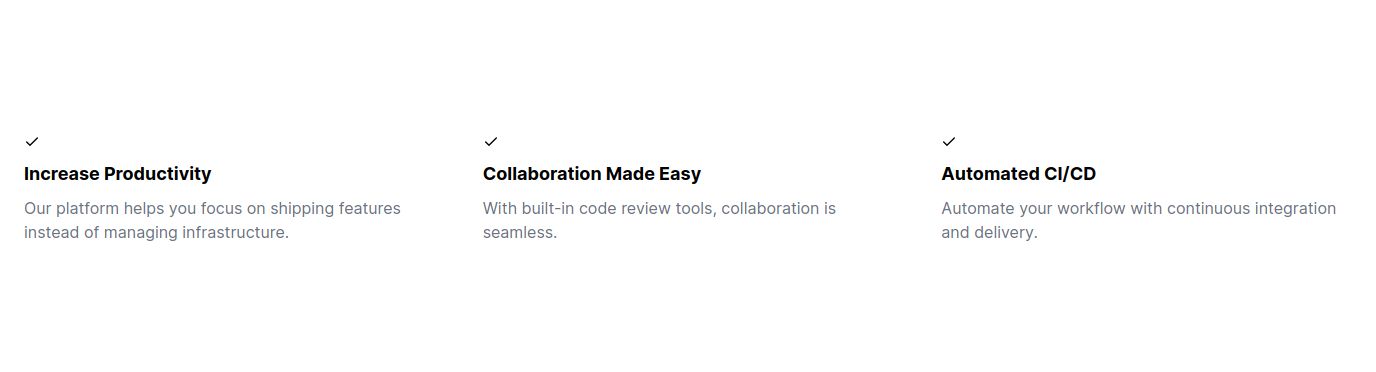 Increase Productivity
Our platform helps you focus on shipping features
instead of managing infrastructure.
Collaboration Made Easy
With built-in code review tools, collaboration is
seamless.
Automated CI/CD
Automate your workflow with continuous integration
and delivery.